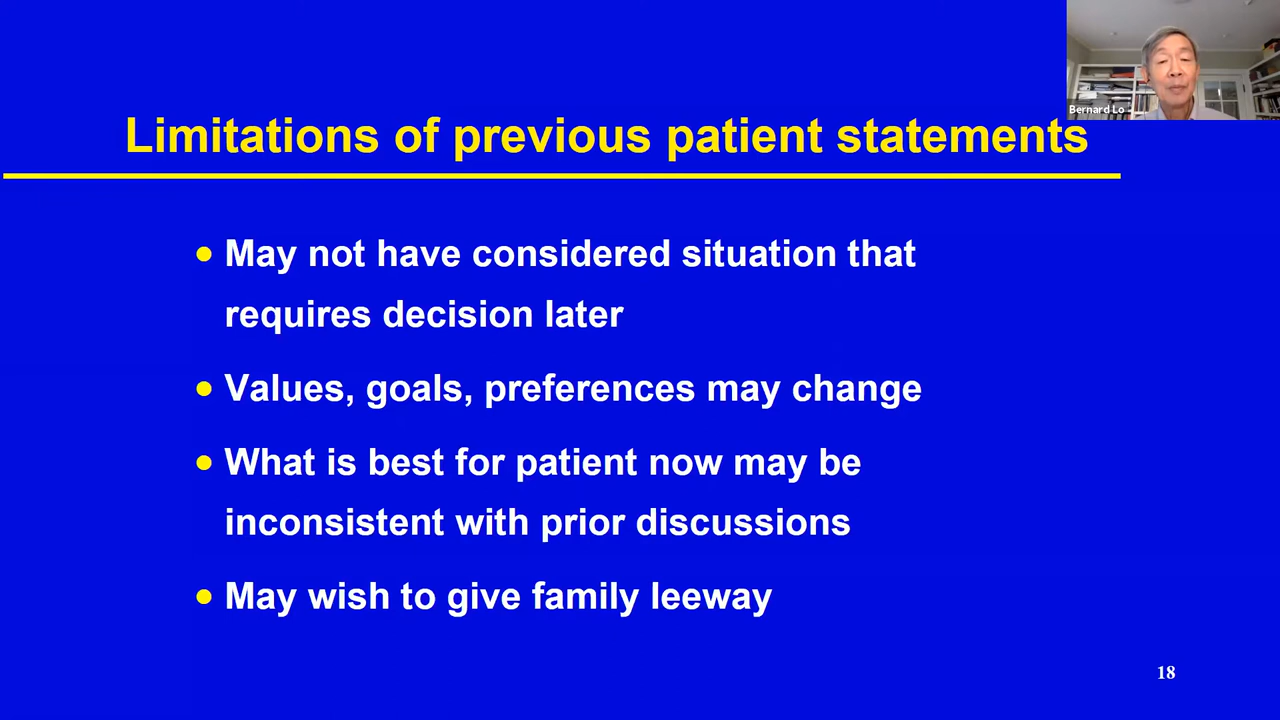 Bernard Lo
Limitations of previous patient statements
• May not have considered situation that
requires decision later
• Values, goals, preferences may change
• What is best for patient now may be
inconsistent with prior discussions
• May wish to give family leeway
18